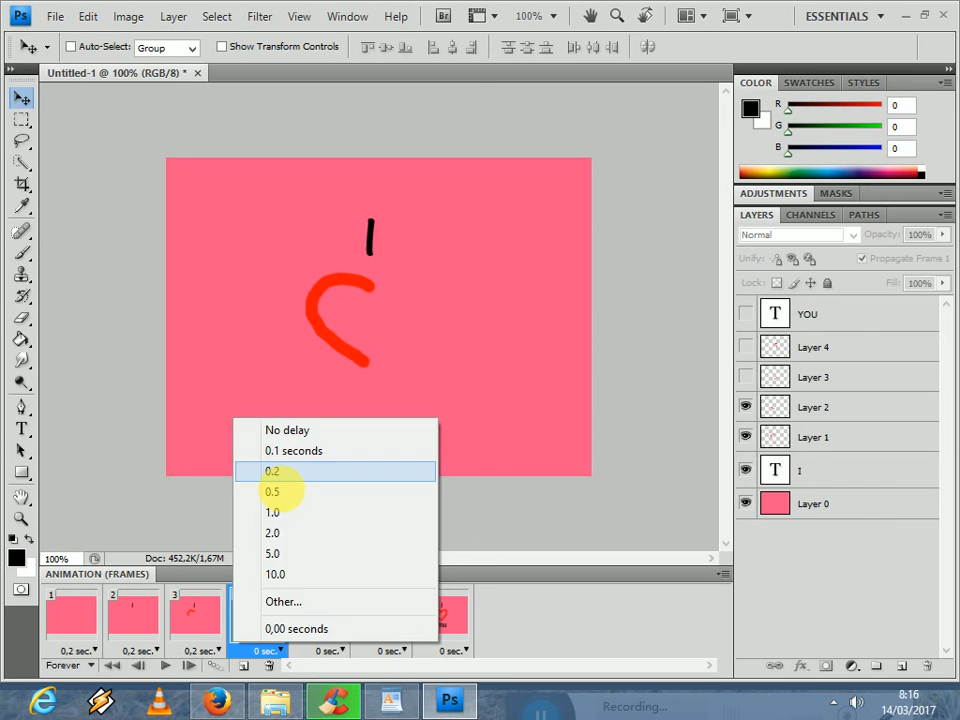 Ps File Edit Image Layer Select Filter View Window Help Br 100% ESSENTIALS
Auto-Select: Group Show Transform Controls
Untitled-1 @ 100% (RGB/8) * ×
COLOR SWATCHES STYLES
R 0
G 0
B 0
ADJUSTMENTS MASKS
LAYERS CHANNELS PATHS
Normal Opacity: 100%
Unify: Propagate Frame 1
Lock: Fill: 100%
T YOU
Layer 4
Layer 3
Layer 2
Layer 1
T I
Layer 0
I
No delay
0.1 seconds
0.2
0.5
1.0
2.0
5.0
10.0
Other...
0,00 seconds
100% Doc: 452,2K/1,67M
ANIMATION (FRAMES)
1 2 3
0,2 sec. 0,2 sec. 0,2 sec. 0 sec. 0 sec. 0 sec. 0 sec.
Forever
Ps Recording...
8:16
14/03/2017